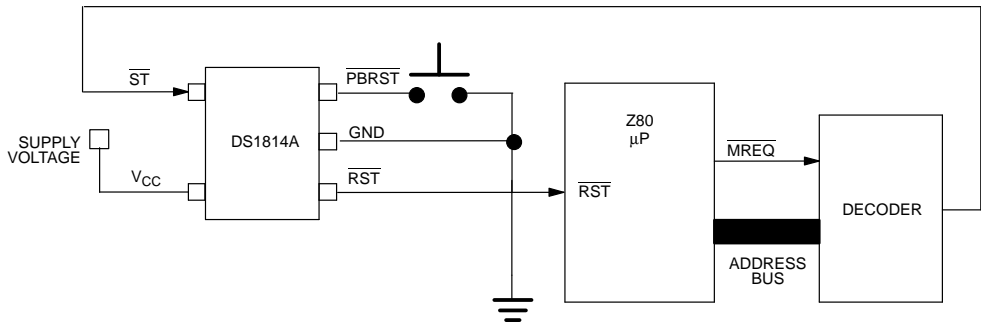 ST
PBRST
SUPPLY
VOLTAGE
DS1814A
GND
VCC
RST
Z80
µP
RST
MREQ
DECODER
ADDRESS
BUS